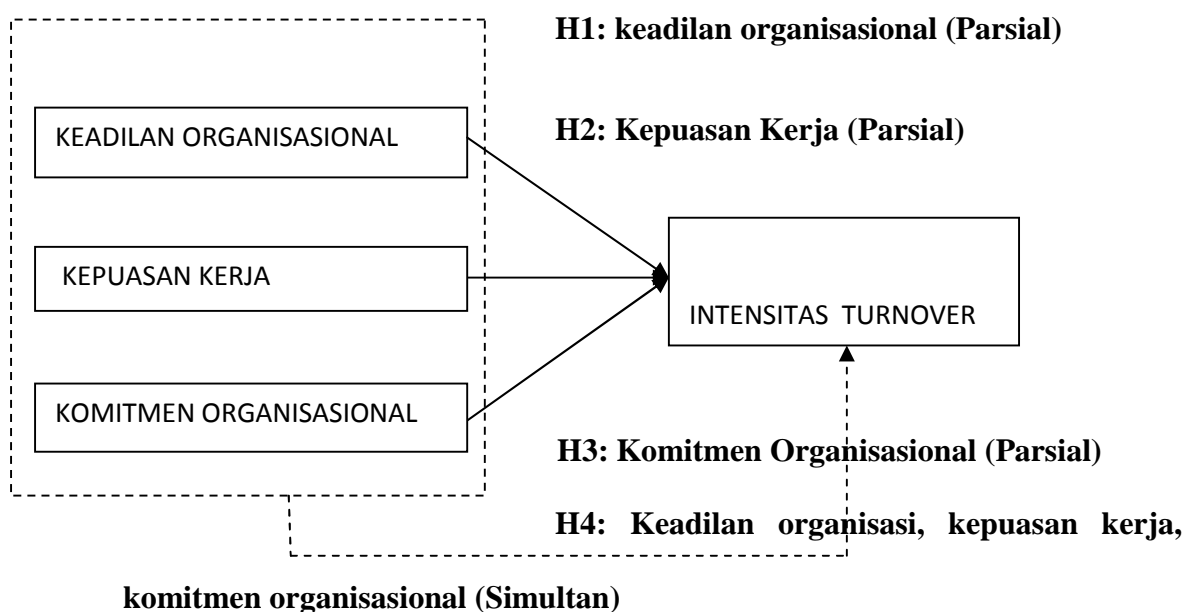 H1: keadilan organisasional (Parsial)
KEADILAN ORGANISASIONAL
H2: Kepuasan Kerja (Parsial)
KEPUASAN KERJA
INTENSITAS TURNOVER
KOMITMEN ORGANISASIONAL
H3: Komitmen Organisasional (Parsial)
H4: Keadilan organisasi, kepuasan kerja,
komitmen organisasional (Simultan)